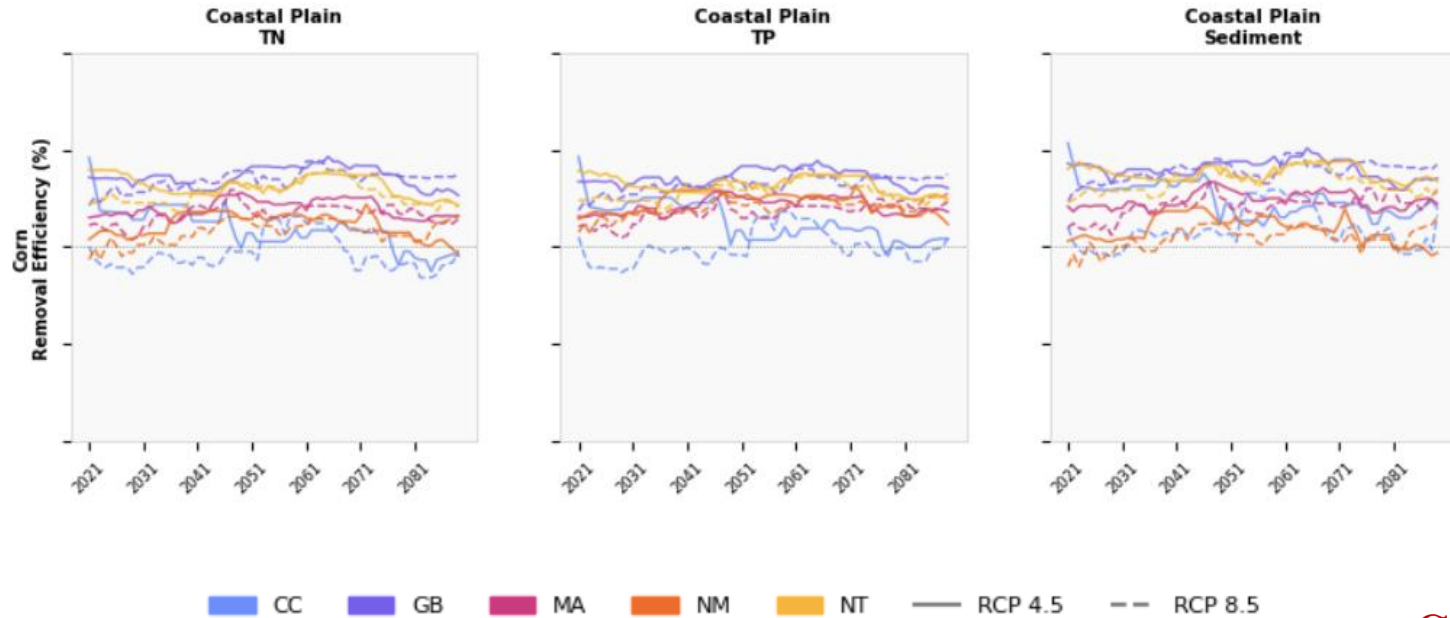 Coastal Plain
TN
Coastal Plain
TP
Coastal Plain
Sediment
Corn
Removal Efficiency (%)
2021 2031 2041 2051 2061 2071 2081
2021 2031 2041 2051 2061 2071 2081
2021 2031 2041 2051 2061 2071 2081
CC GB MA NM NT RCP 4.5 RCP 8.5